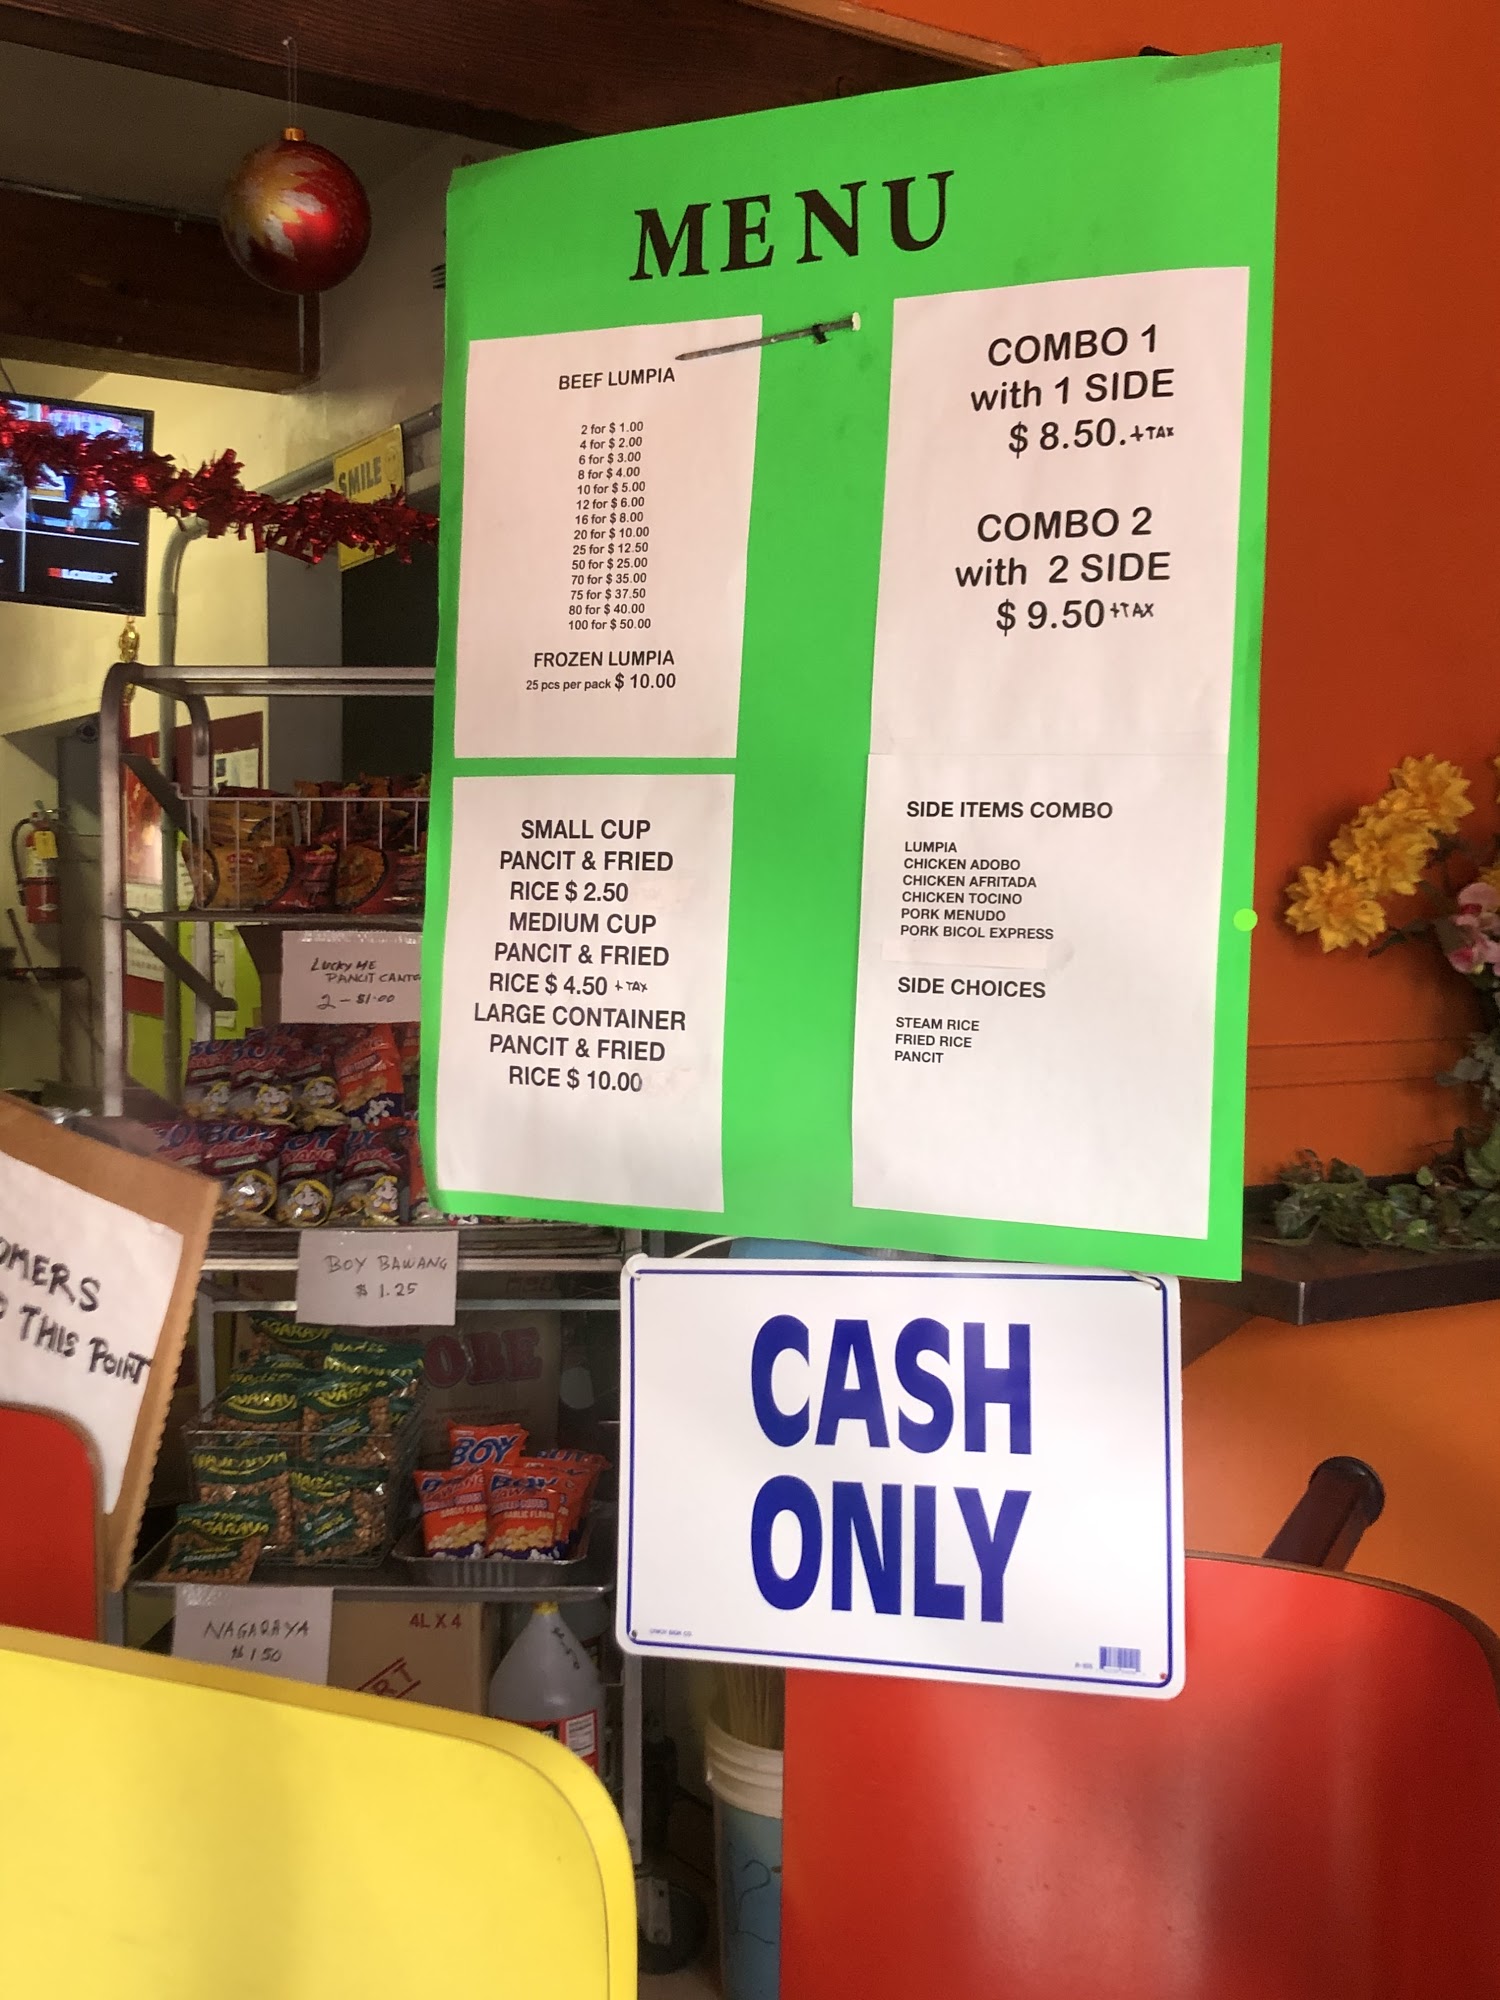 MENU
BEEF LUMPIA
2 for $ 1.00
4 for $ 2.00
6 for $ 3.00
8 for $ 4.00
10 for $ 5.00
12 for $ 6.00
16 for $ 8.00
20 for $ 10.00
25 for $ 12.50
50 for $ 25.00
70 for $ 35.00
75 for $ 37.50
80 for $ 40.00
100 for $ 50.00
FROZEN LUMPIA
25 pcs per pack $ 10.00
SMALL CUP
PANCIT & FRIED
RICE $ 2.50
MEDIUM CUP
PANCIT & FRIED
RICE $ 4.50 + TAX
LARGE CONTAINER
PANCIT & FRIED
RICE $ 10.00
COMBO 1
with 1 SIDE
$ 8.50.+TAX
COMBO 2
with 2 SIDE
$ 9.50+TAX
SIDE ITEMS COMBO
LUMPIA
CHICKEN ADOBO
CHICKEN AFRITADA
CHICKEN TOCINO
PORK MENUDO
PORK BICOL EXPRESS
SIDE CHOICES
STEAM RICE
FRIED RICE
PANCIT
CASH
ONLY
SMILE
LOREX
LUCKY ME
PANCIT CANTO
2 - $1.00
BOY BAWANG
$ 1.25
OMERS
THIS POINT
BOY
GARLIC FLAVOR
NAGARAYA
$ 1.50
4L X 4